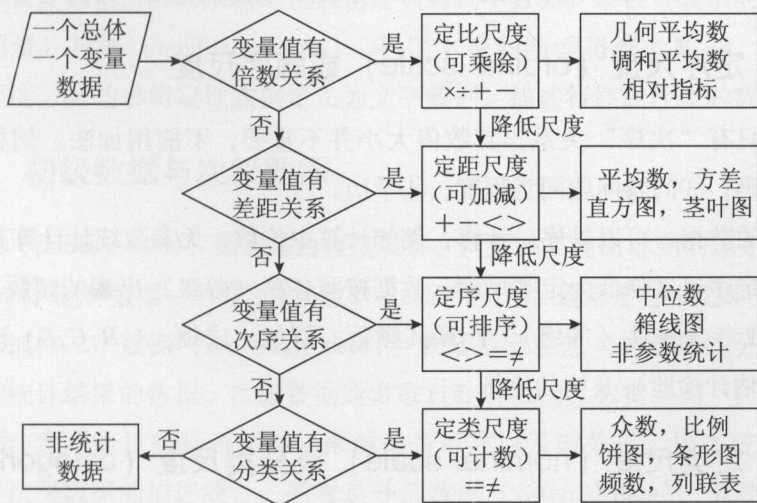 一个总体
一个变量
数据
变量值有
倍数关系
是
定比尺度
(可乘除)
×÷+−
几何平均数
调和平均数
相对指标
否
降低尺度
变量值有
差距关系
是
定距尺度
(可加减)
+−<>
平均数，方差
直方图，茎叶图
否
降低尺度
变量值有
次序关系
是
定序尺度
(可排序)
<>=≠
中位数
箱线图
非参数统计
否
降低尺度
非统计
数据
否
变量值有
分类关系
是
定类尺度
(可计数)
=≠
众数，比例
饼图，条形图
频数，列联表